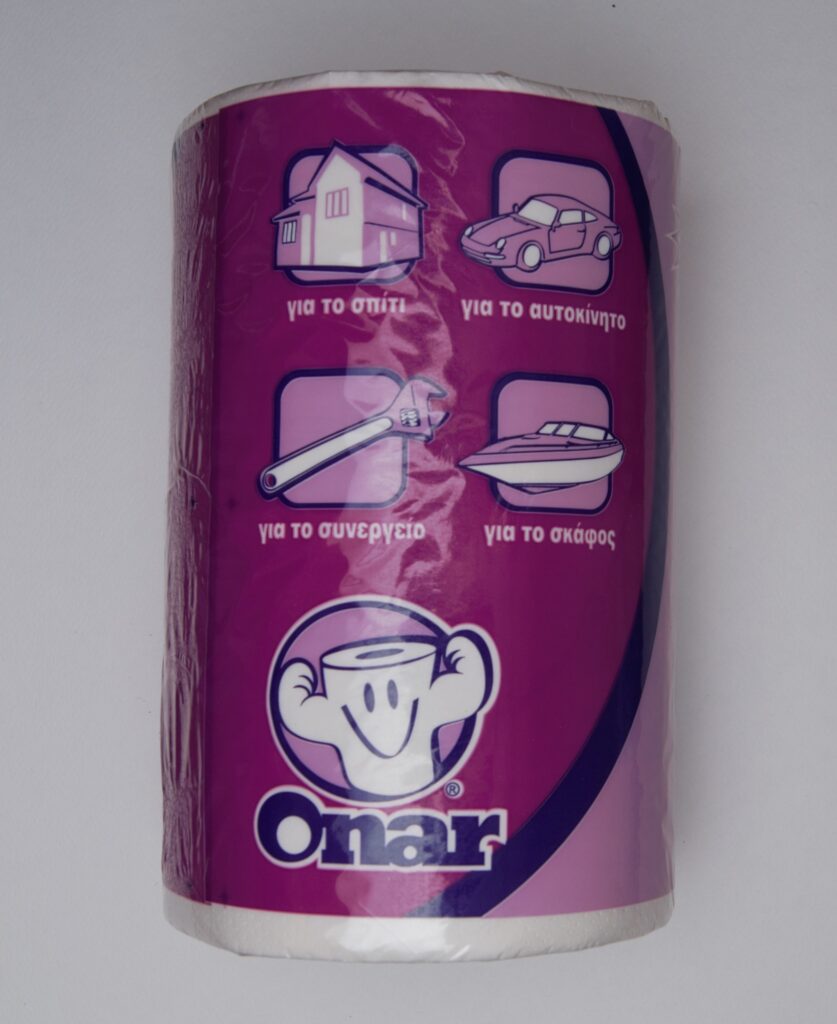 για το σπίτι
για το αυτοκίνητο
για το συνεργείο
για το σκάφος
®
Onar